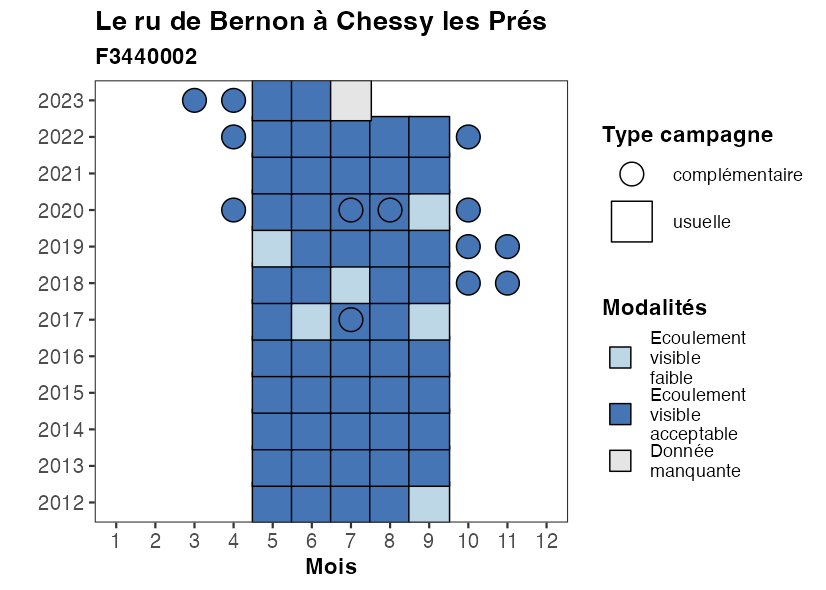 Le ru de Bernon à Chessy les Prés
F3440002
2023
2022
2021
2020
2019
2018
2017
2016
2015
2014
2013
2012
1 2 3 4 5 6 7 8 9 10 11 12
Mois
Type campagne
complémentaire
usuelle
Modalités
Ecoulement
visible
faible
Ecoulement
visible
acceptable
Donnée
manquante